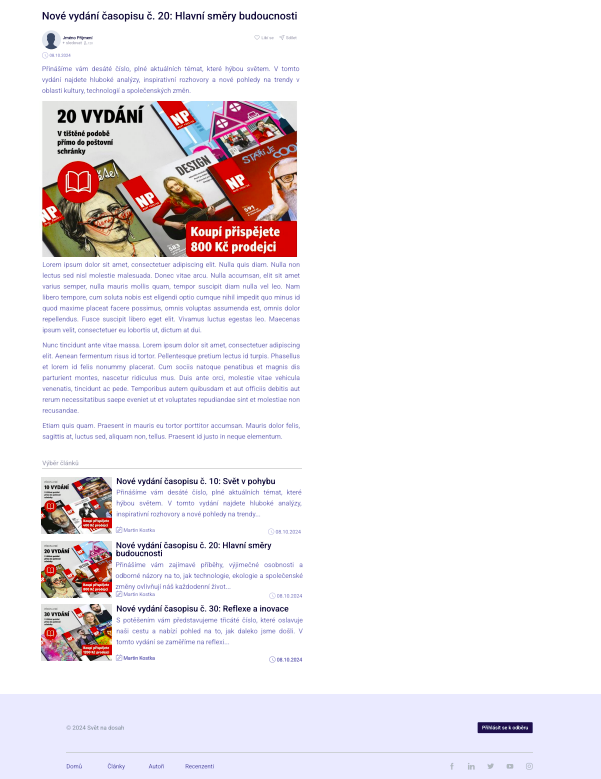 Nové vydání časopisu č. 20: Hlavní směry budoucnosti
Jméno Příjmení
Líbí se
Sdílet
08.10.2024
Přinášíme vám desáté číslo, plné aktuálních témat, které hýbou světem. V tomto
vydání najdete hluboké analýzy, inspirativní rozhovory a nové pohledy na trendy v
oblasti kultury, technologií a společenských změn.
20 VYDÁNÍ
V tištěné podobě
přímo do poštovní
schránky
NP
DESIGN
NP
NP
NP
Koupí přispějete
800 Kč prodejci
Lorem ipsum dolor sit amet, consectetuer adipiscing elit. Nulla quis diam. Nulla non
lectus sed nisl molestie malesuada. Donec vitae arcu. Nulla accumsan, elit sit amet
varius semper, nulla mauris mollis quam, tempor suscipit diam nulla vel leo. Nam
libero tempore, cum soluta nobis est eligendi optio cumque nihil impedit quo minus id
quod maxime placeat facere possimus, omnis voluptas assumenda est, omnis dolor
repellendus. Fusce suscipit libero eget elit. Vivamus luctus egestas leo. Maecenas
ipsum velit, consectetuer eu lobortis ut, dictum at dui.
Nunc tincidunt ante vitae massa. Lorem ipsum dolor sit amet, consectetuer adipiscing
elit. Aenean fermentum risus id tortor. Pellentesque pretium lectus id turpis. Phasellus
et lorem id felis nonummy placerat. Cum sociis natoque penatibus et magnis dis
parturient montes, nascetur ridiculus mus. Duis ante orci, molestie vitae vehicula
venenatis, tincidunt ac pede. Temporibus autem quibusdam et aut officiis debitis aut
rerum necessitatibus saepe eveniet ut et voluptates repudiandae sint et molestiae non
recusandae.
Etiam quis quam. Praesent in mauris eu tortor porttitor accumsan. Mauris dolor felis,
sagittis at, luctus sed, aliquam non, tellus. Praesent id justo in neque elementum.
Výběr článků
Nové vydání časopisu č. 10: Svět v pohybu
Přinášíme vám desáté číslo, plné aktuálních témat, které
hýbou světem. V tomto vydání najdete hluboké analýzy,
inspirativní rozhovory a nové pohledy na trendy...
Martin Kostka
08.10.2024
10 VYDÁNÍ
Nové vydání časopisu č. 20: Hlavní směry
budoucnosti
Přinášíme vám zajímavé příběhy, výjimečné osobnosti a
odborné názory na to, jak technologie, ekologie a společenské
změny ovlivňují náš každodenní život...
Martin Kostka
08.10.2024
20 VYDÁNÍ
Nové vydání časopisu č. 30: Reflexe a inovace
S potěšením vám představujeme třicáté číslo, které oslavuje
naši cestu a nabízí pohled na to, jak daleko jsme došli. V
tomto vydání se zaměříme na reflexi...
Martin Kostka
08.10.2024
30 VYDÁNÍ
© 2024 Svět na dosah
Přihlásit se k odběru
Domů
Články
Autoři
Recenzenti